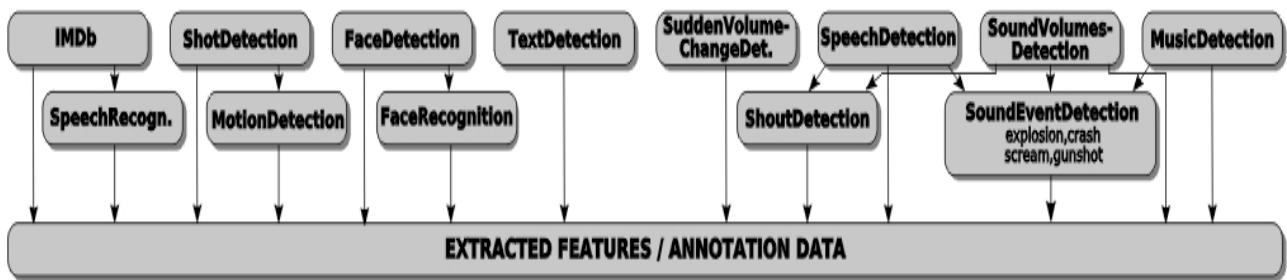 IMDb
ShotDetection
FaceDetection
TextDetection
SuddenVolume-
ChangeDet.
SpeechDetection
SoundVolumes-
Detection
MusicDetection
SpeechRecogn.
MotionDetection
FaceRecognition
ShoutDetection
SoundEventDetection
explosion,crash
scream,gunshot
EXTRACTED FEATURES / ANNOTATION DATA